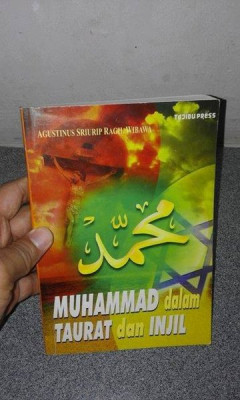 TAJIDU PRESS
AGUSTINUS SRIURIP RAGIL WIBAWA
محمد
MUHAMMAD dalam
TAURAT dan INJIL